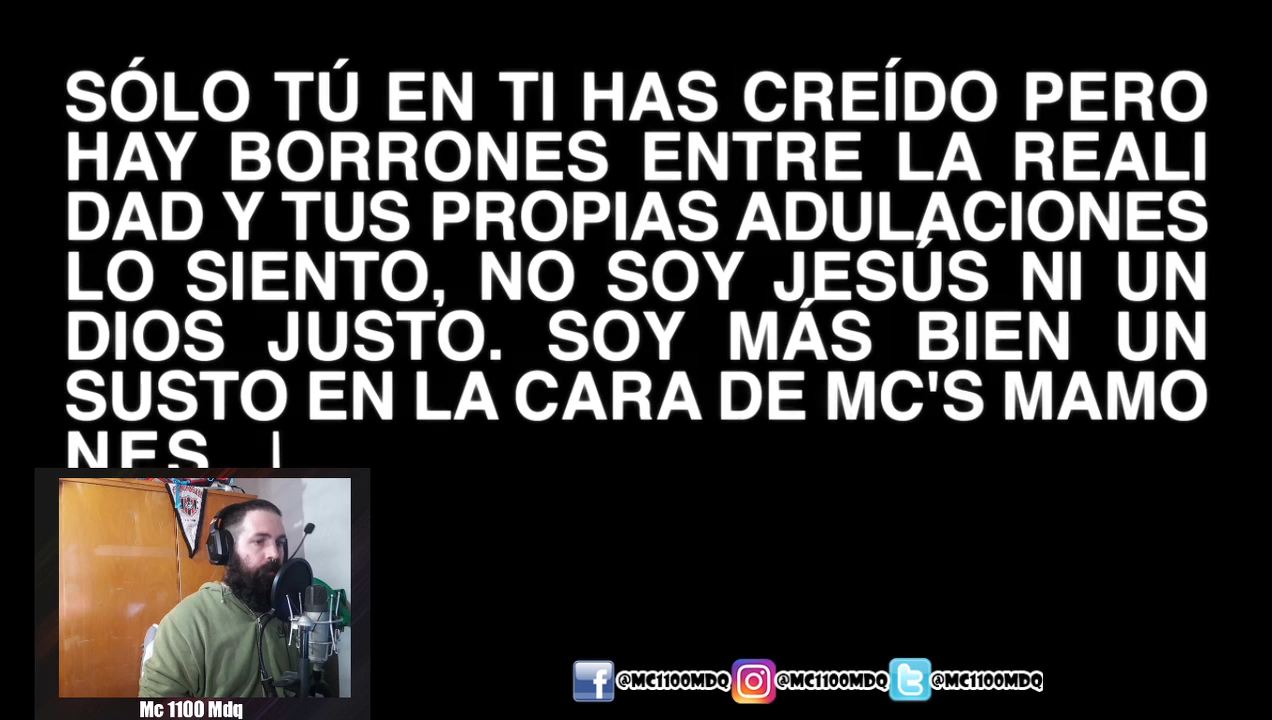 SÓLO TÚ EN TI HAS CREÍDO PERO
HAY BORRONES ENTRE LA REALI
DAD Y TUS PROPIAS ADULACIONES
LO SIENTO, NO SOY JESÚS NI UN
DIOS JUSTO. SOY MÁS BIEN UN
SUSTO EN LA CARA DE MC'S MAMO
NES
Mc 1100 Mdq
@MC1100MDQ @MC1100MDQ @MC1100MDQ